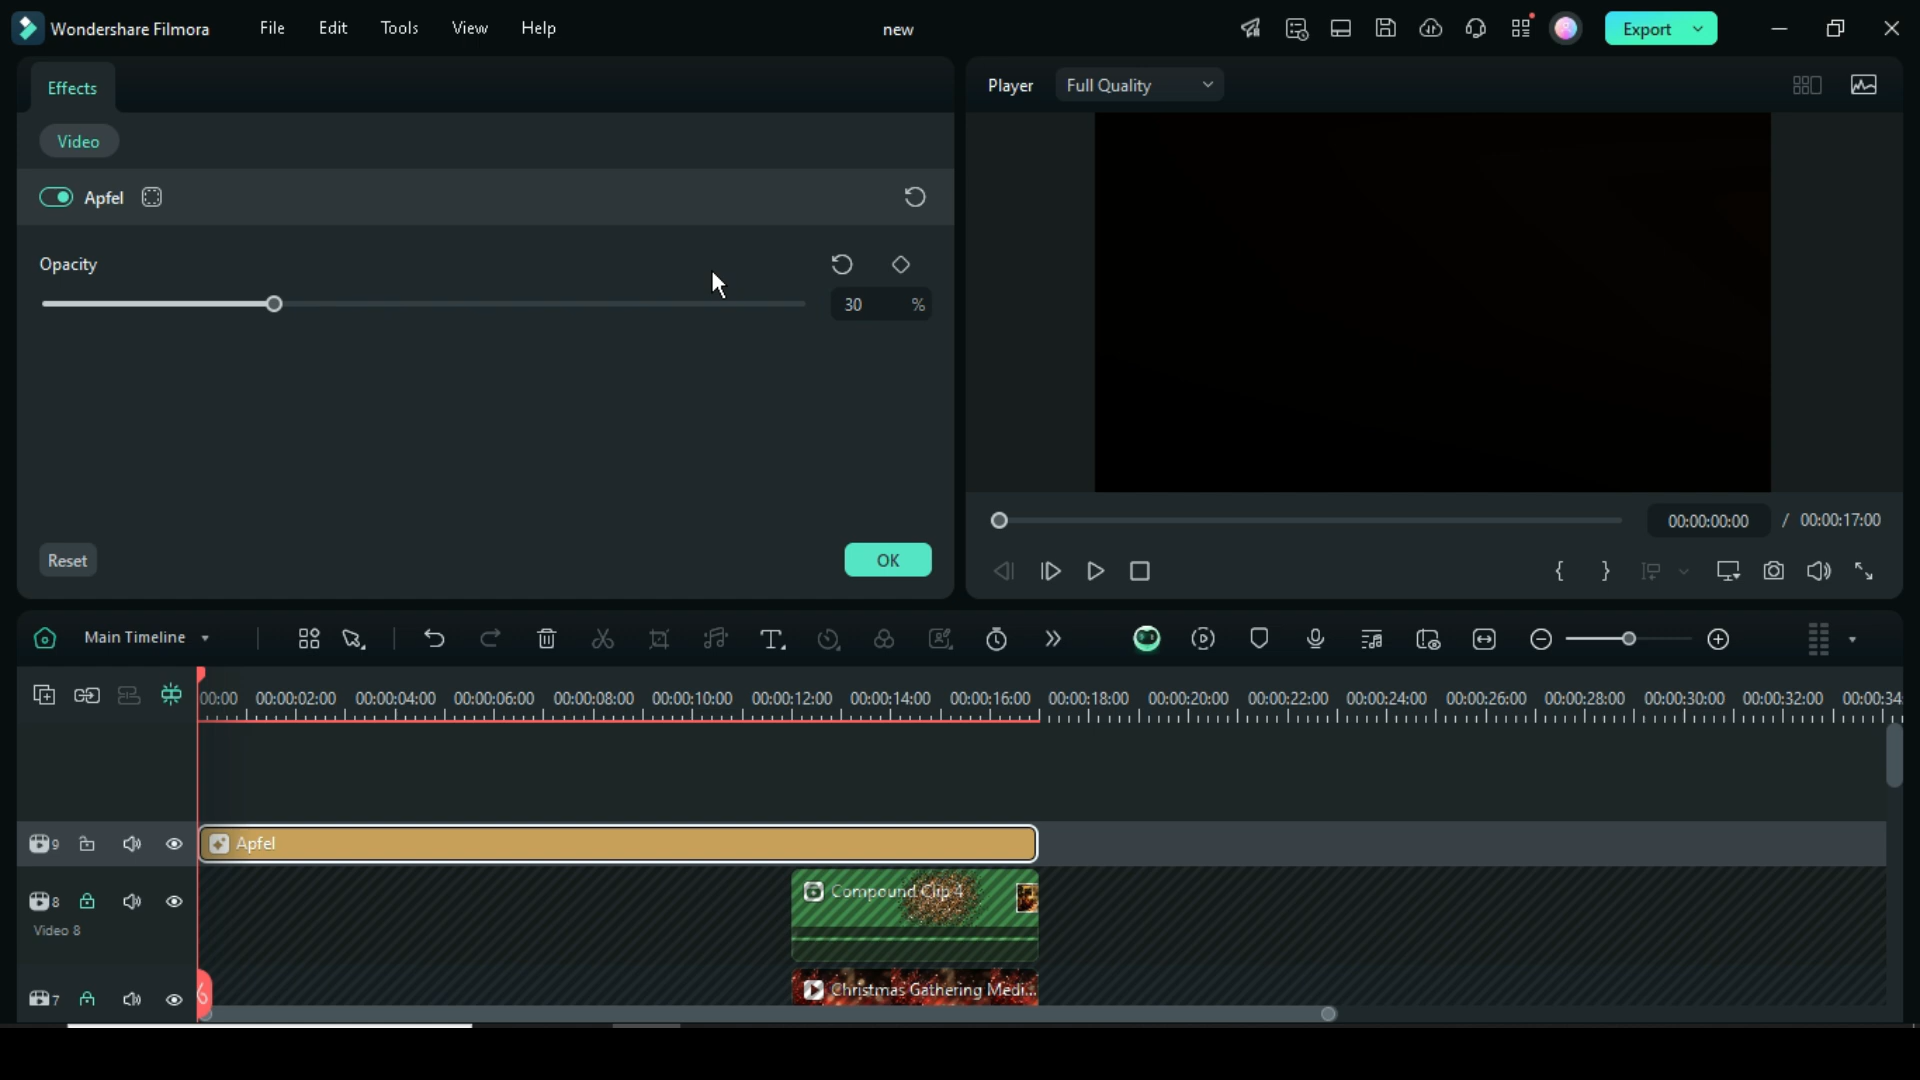 Wondershare Filmora File Edit Tools View Help new Export
Effects
Player Full Quality
Video
Apfel
Opacity
30 %
00:00:00:00 / 00:00:17:00
Reset OK
Main Timeline
00:00 00:00:02:00 00:00:04:00 00:00:06:00 00:00:08:00 00:00:10:00 00:00:12:00 00:00:14:00 00:00:16:00 00:00:18:00 00:00:20:00 00:00:22:00 00:00:24:00 00:00:26:00 00:00:28:00 00:00:30:00 00:00:32:00 00:00:34
9 Apfel
8 Compound Clip 4
Video 8
7 Christmas Gathering Medi...